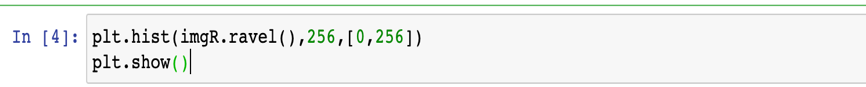 In [4]: plt.hist(imgR.ravel(),256,[0,256])
plt.show()